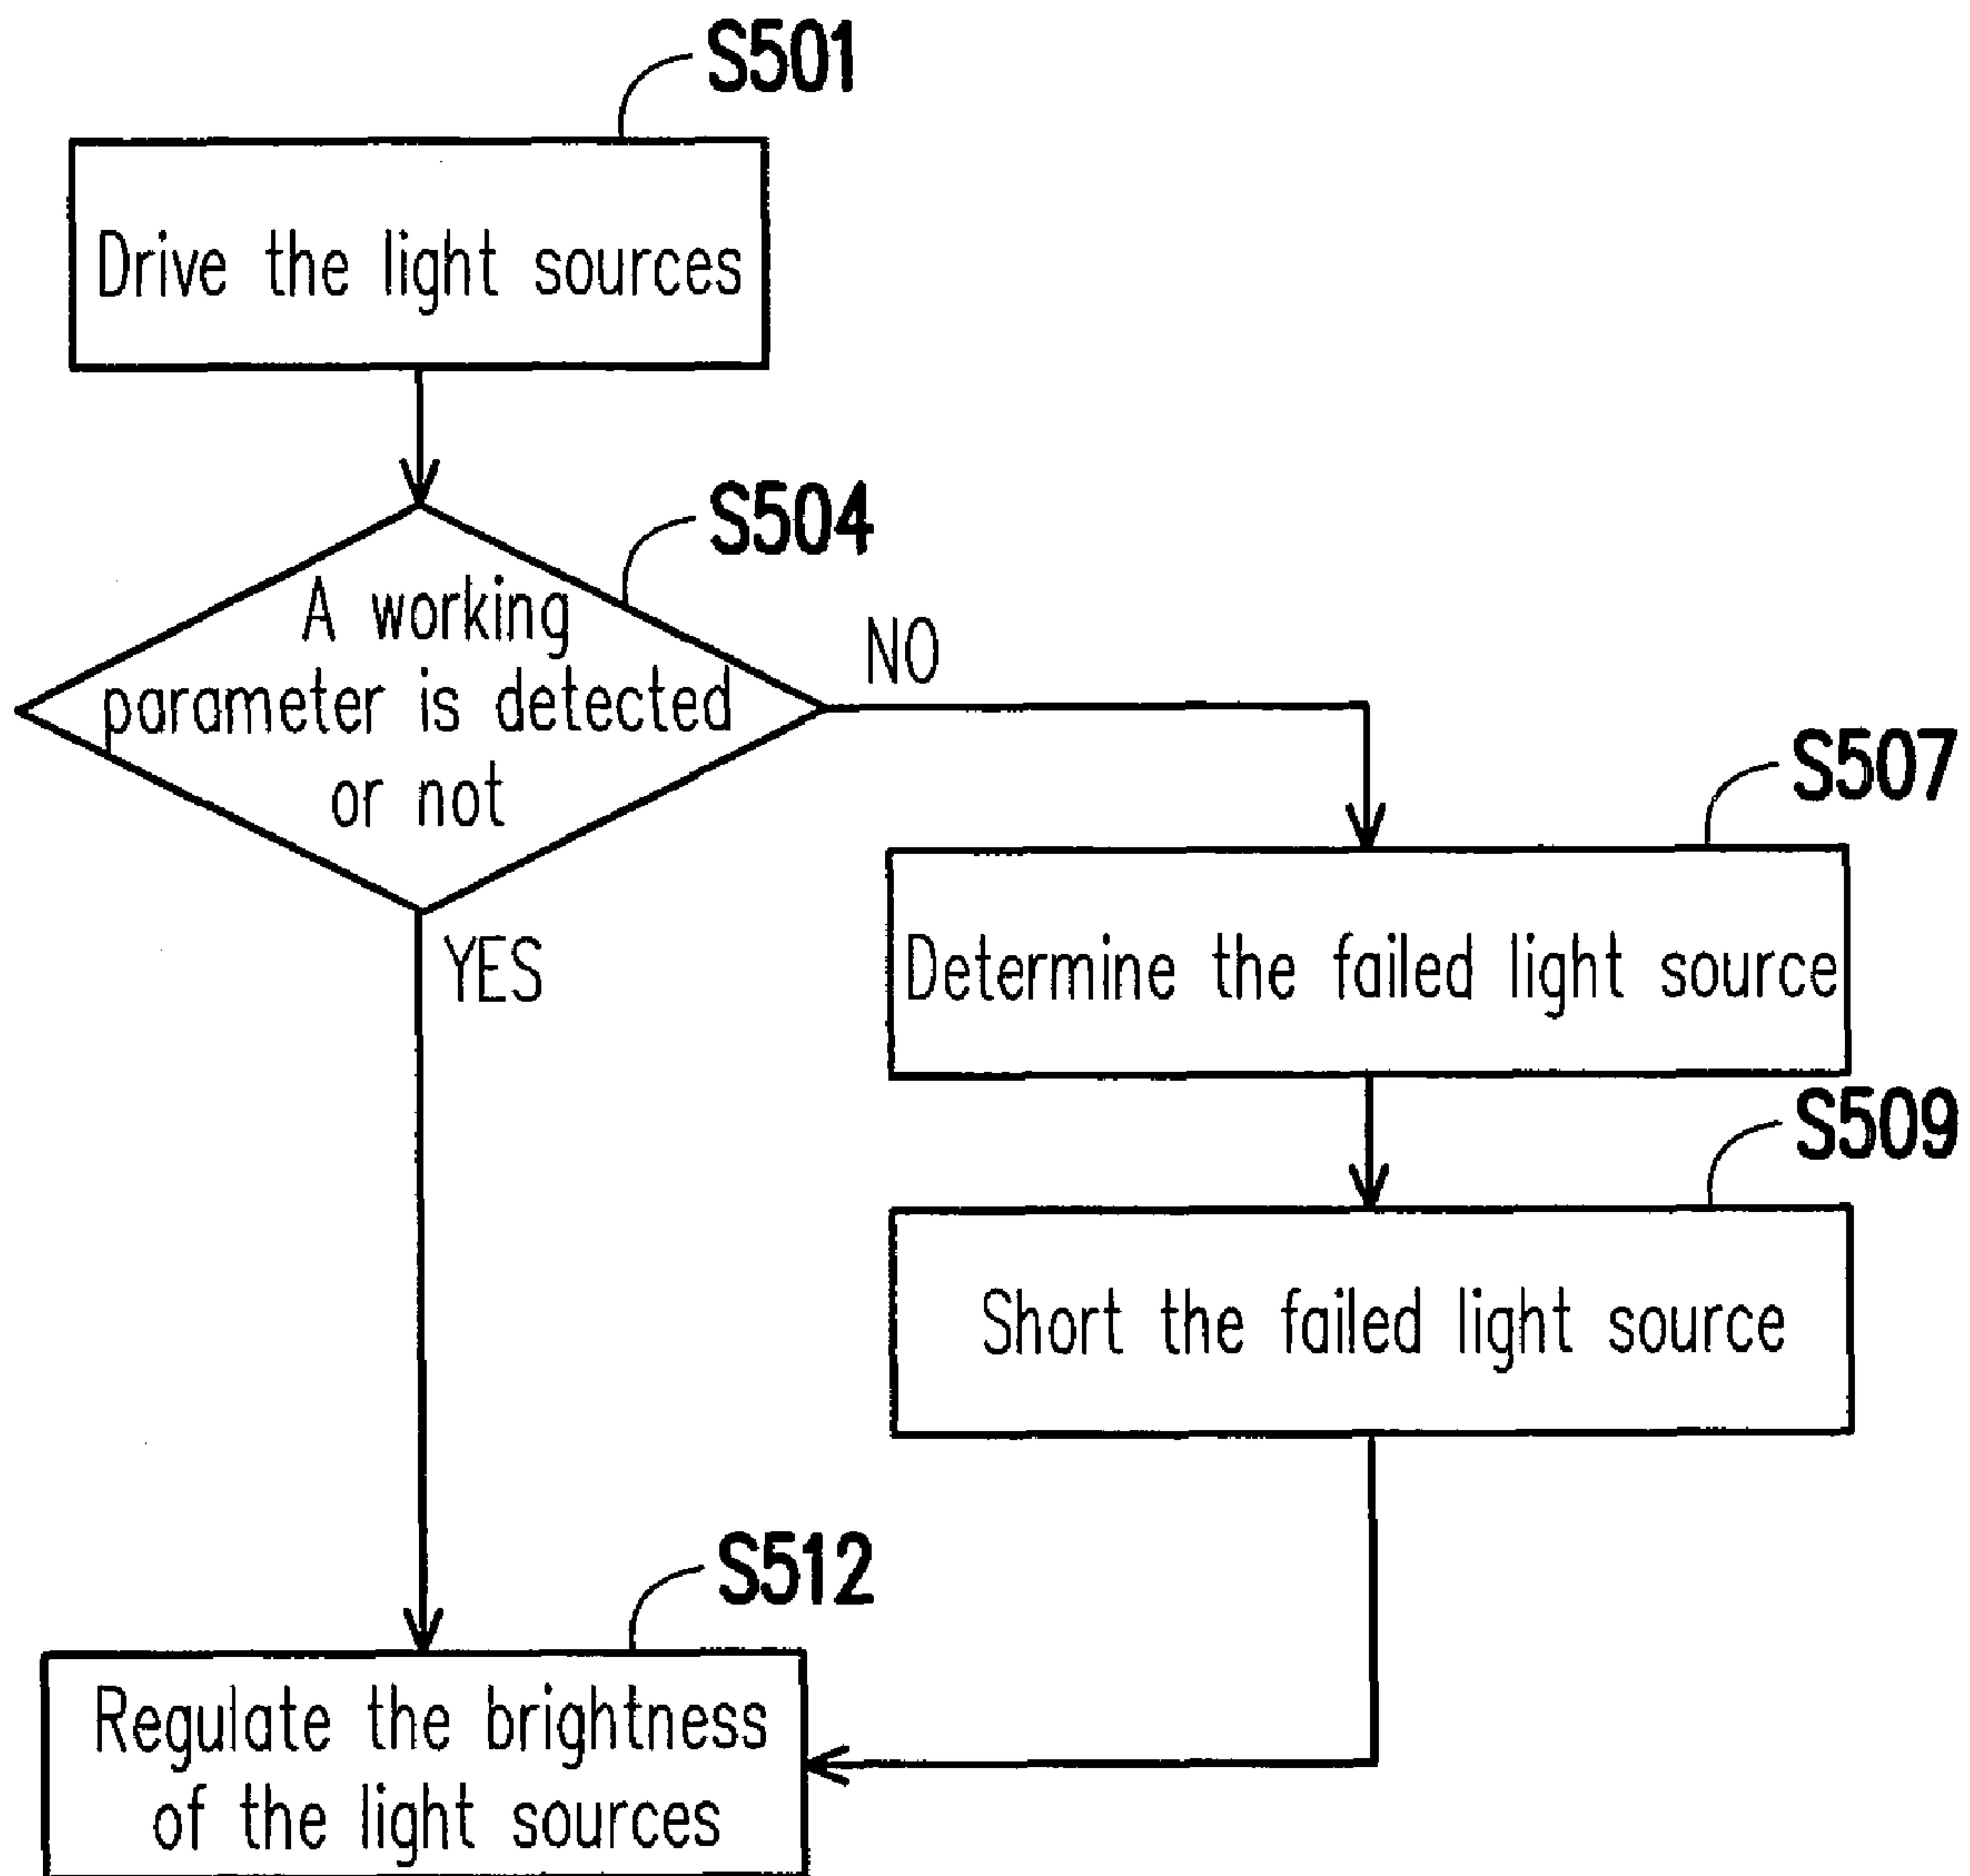 S501
Drive the light sources
S504
A working
parameter is detected
or not
NO
YES
S507
Determine the failed light source
S509
Short the failed light source
S512
Regulate the brightness
of the light sources